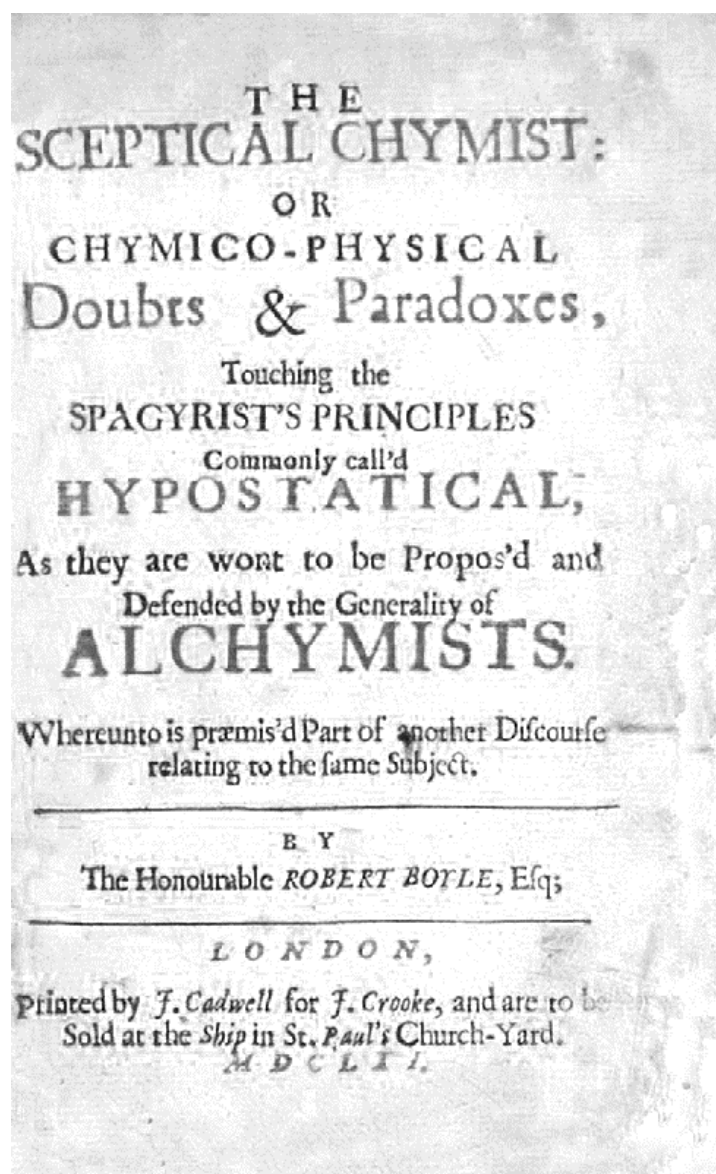 THE
SCEPTICAL CHYMIST:
OR
CHYMICO-PHYSICAL
Doubts & Paradoxes,
Touching the
SPAGYRIST'S PRINCIPLES
Commonly call'd
HYPOSTATICAL,
As they are wont to be Propos'd and
Defended by the Generality of
ALCHYMISTS.
Whereunto is præmis'd Part of another Diſcourſe
relating to the ſame Subject.
BY
The Honourable ROBERT BOYLE, Eſq;
LONDON,
Printed by J. Cadwell for J. Crooke, and are to be
Sold at the Ship in St. Paul's Church-Yard.
MDCLXI.